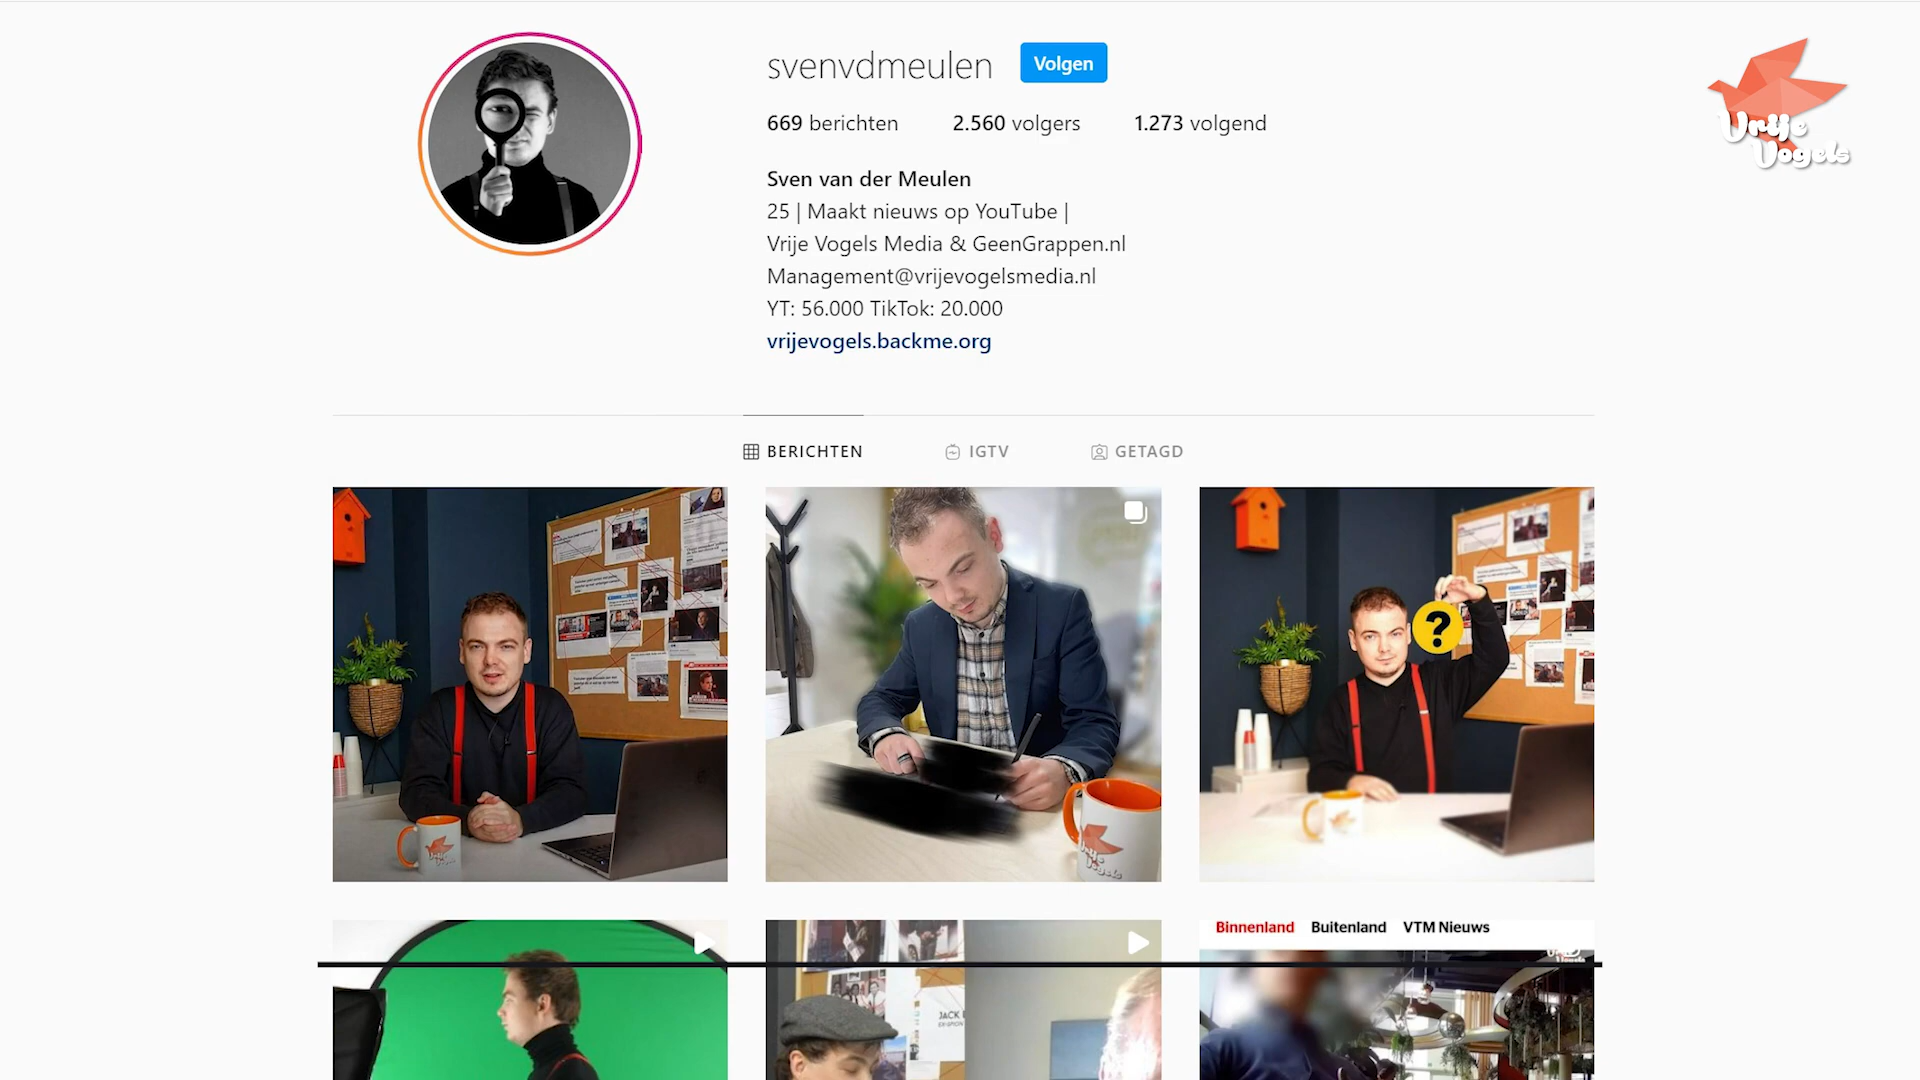 svenvdmeulen Volgen
669 berichten 2.560 volgers 1.273 volgend
Vrije
Vogels
Sven van der Meulen
25 | Maakt nieuws op YouTube |
Vrije Vogels Media & GeenGrappen.nl
Management@vrijevogelsmedia.nl
YT: 56.000 TikTok: 20.000
vrijevogels.backme.org
BERICHTEN IGTV GETAGD
?
Vrije
Vogels
Binnenland Buitenland VTM Nieuws